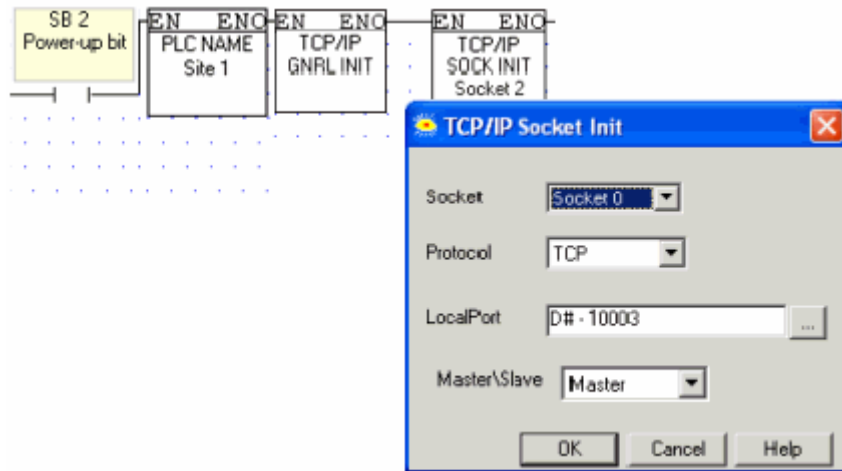 SB 2
Power-up bit
EN ENO
PLC NAME
Site 1
EN ENO
TCP/IP
GNRL INIT
EN ENO
TCP/IP
SOCK INIT
Socket 2
TCP/IP Socket Init
Socket
Socket 0
Protocol
TCP
LocalPort
D# - 10003
...
Master\Slave
Master
OK
Cancel
Help